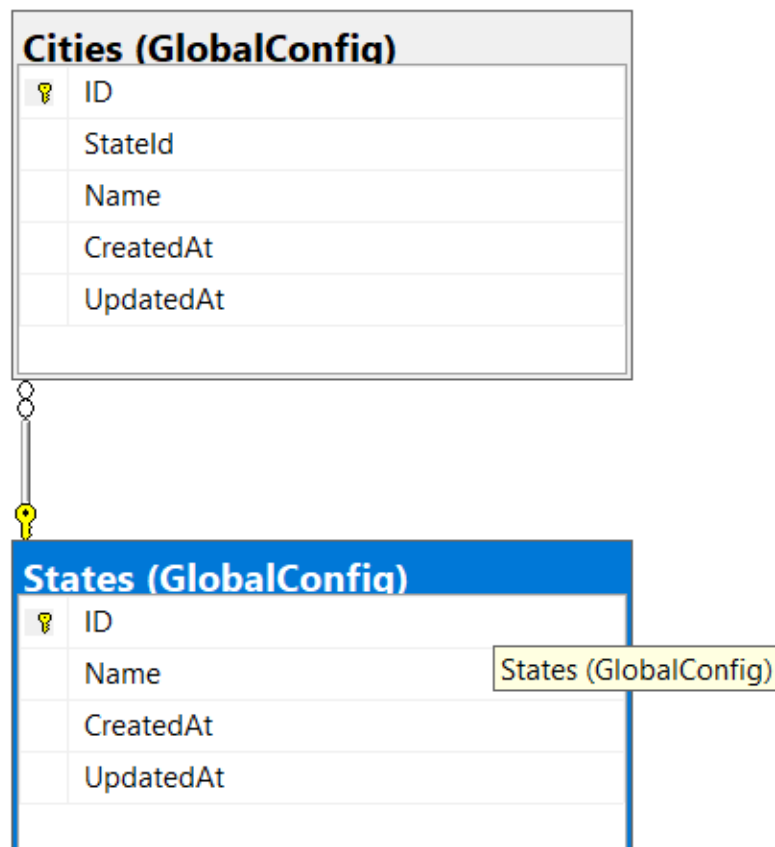 Cities (GlobalConfig)
ID
StateId
Name
CreatedAt
UpdatedAt
States (GlobalConfig)
ID
Name
States (GlobalConfig)
CreatedAt
UpdatedAt